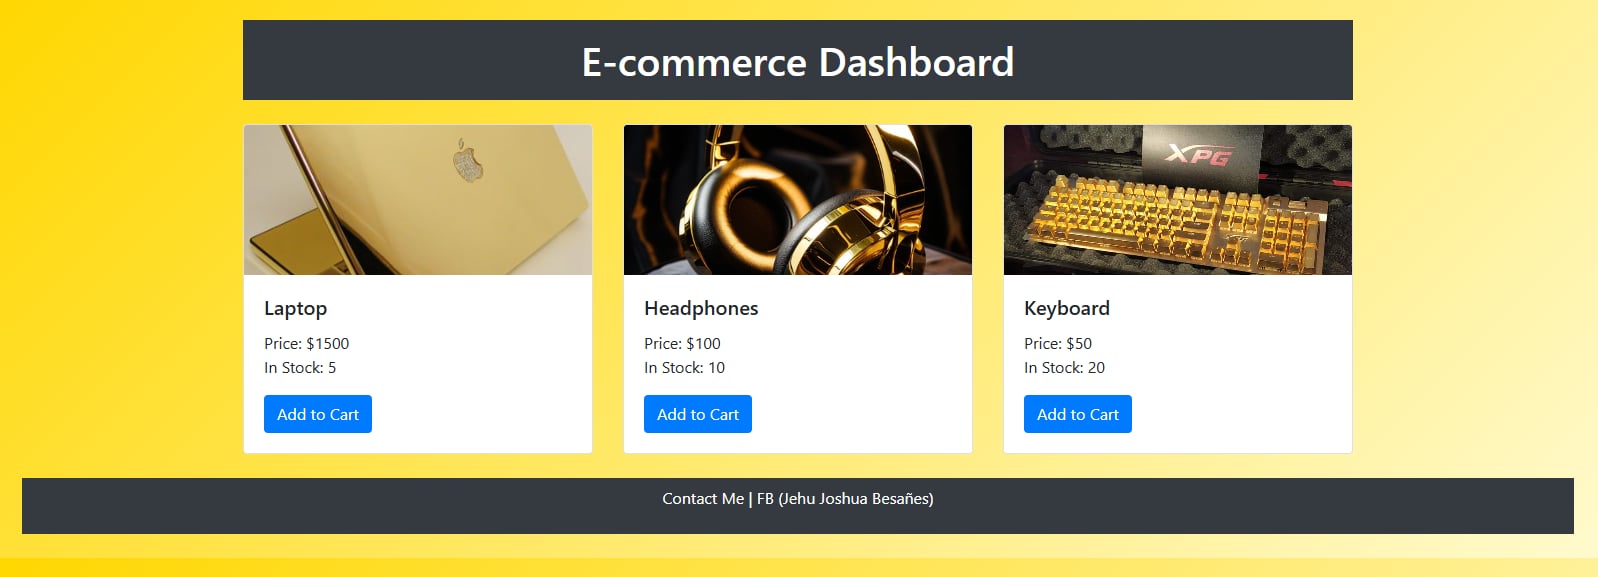 E-commerce Dashboard
XPG
Laptop
Price: $1500
In Stock: 5
Add to Cart
Headphones
Price: $100
In Stock: 10
Add to Cart
Keyboard
Price: $50
In Stock: 20
Add to Cart
Contact Me | FB (Jehu Joshua Besañes)